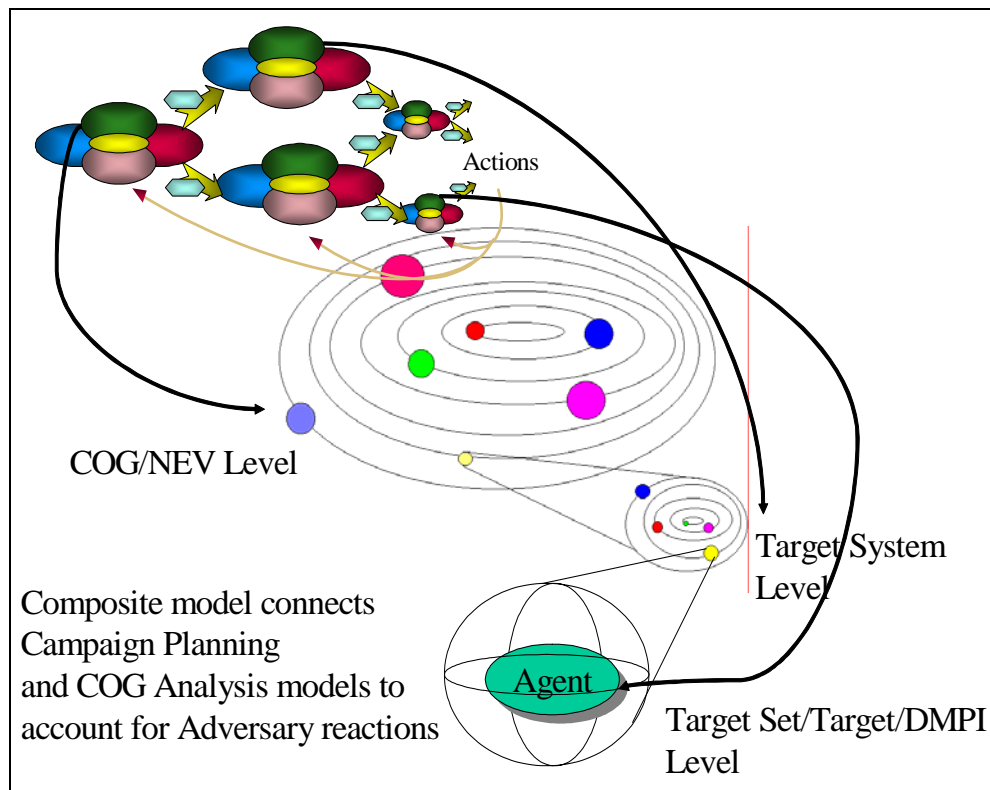 Actions
COG/NEV Level
Target System
Level
Composite model connects
Campaign Planning
and COG Analysis models to
account for Adversary reactions
Agent
Target Set/Target/DMPI
Level